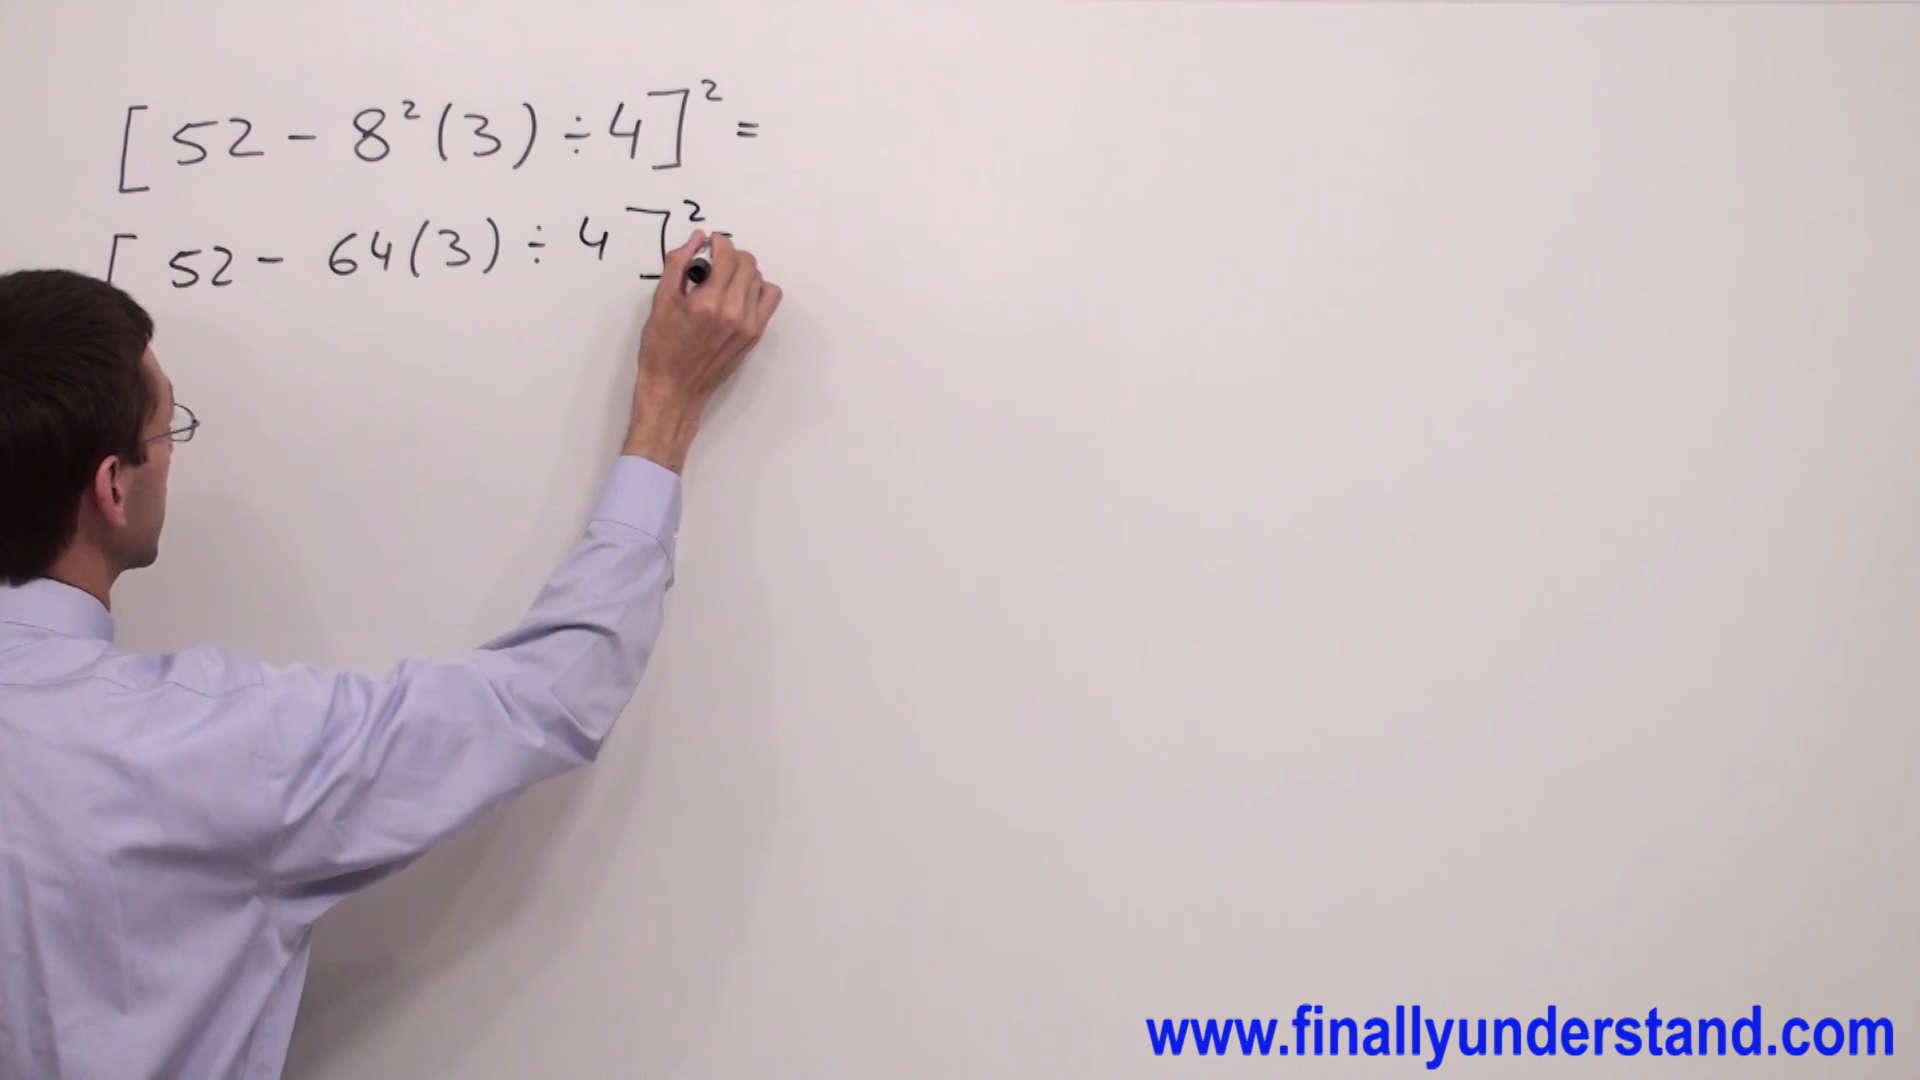 [ 52 - 8² (3) ÷ 4 ]² =
[ 52 - 64 (3) ÷ 4 ]² =
www.finallyunderstand.com